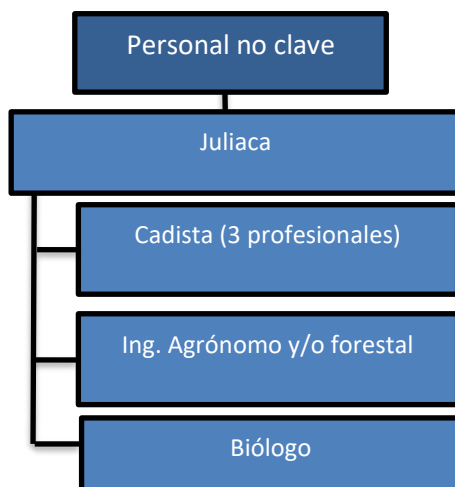 Personal no clave
Juliaca
Cadista (3 profesionales)
Ing. Agrónomo y/o forestal
Biólogo